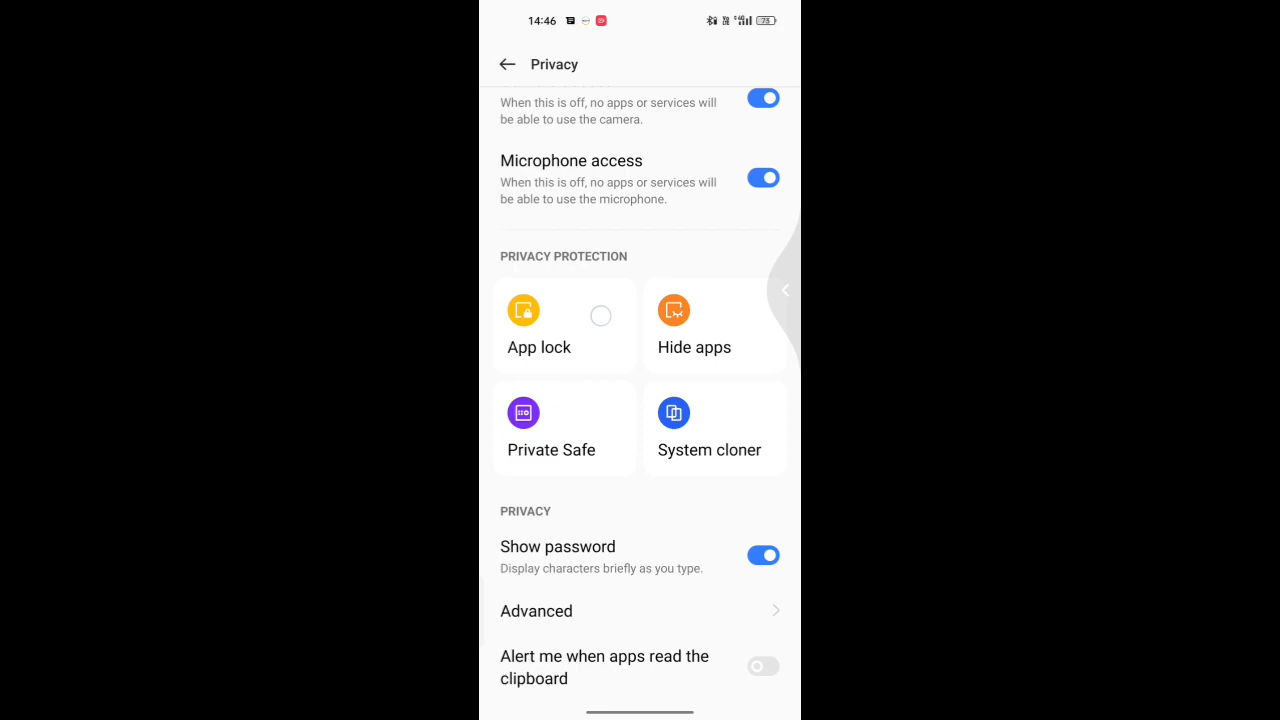 14:46
73
Privacy
When this is off, no apps or services will
be able to use the camera.
Microphone access
When this is off, no apps or services will
be able to use the microphone.
PRIVACY PROTECTION
App lock
Hide apps
Private Safe
System cloner
PRIVACY
Show password
Display characters briefly as you type.
Advanced
Alert me when apps read the
clipboard